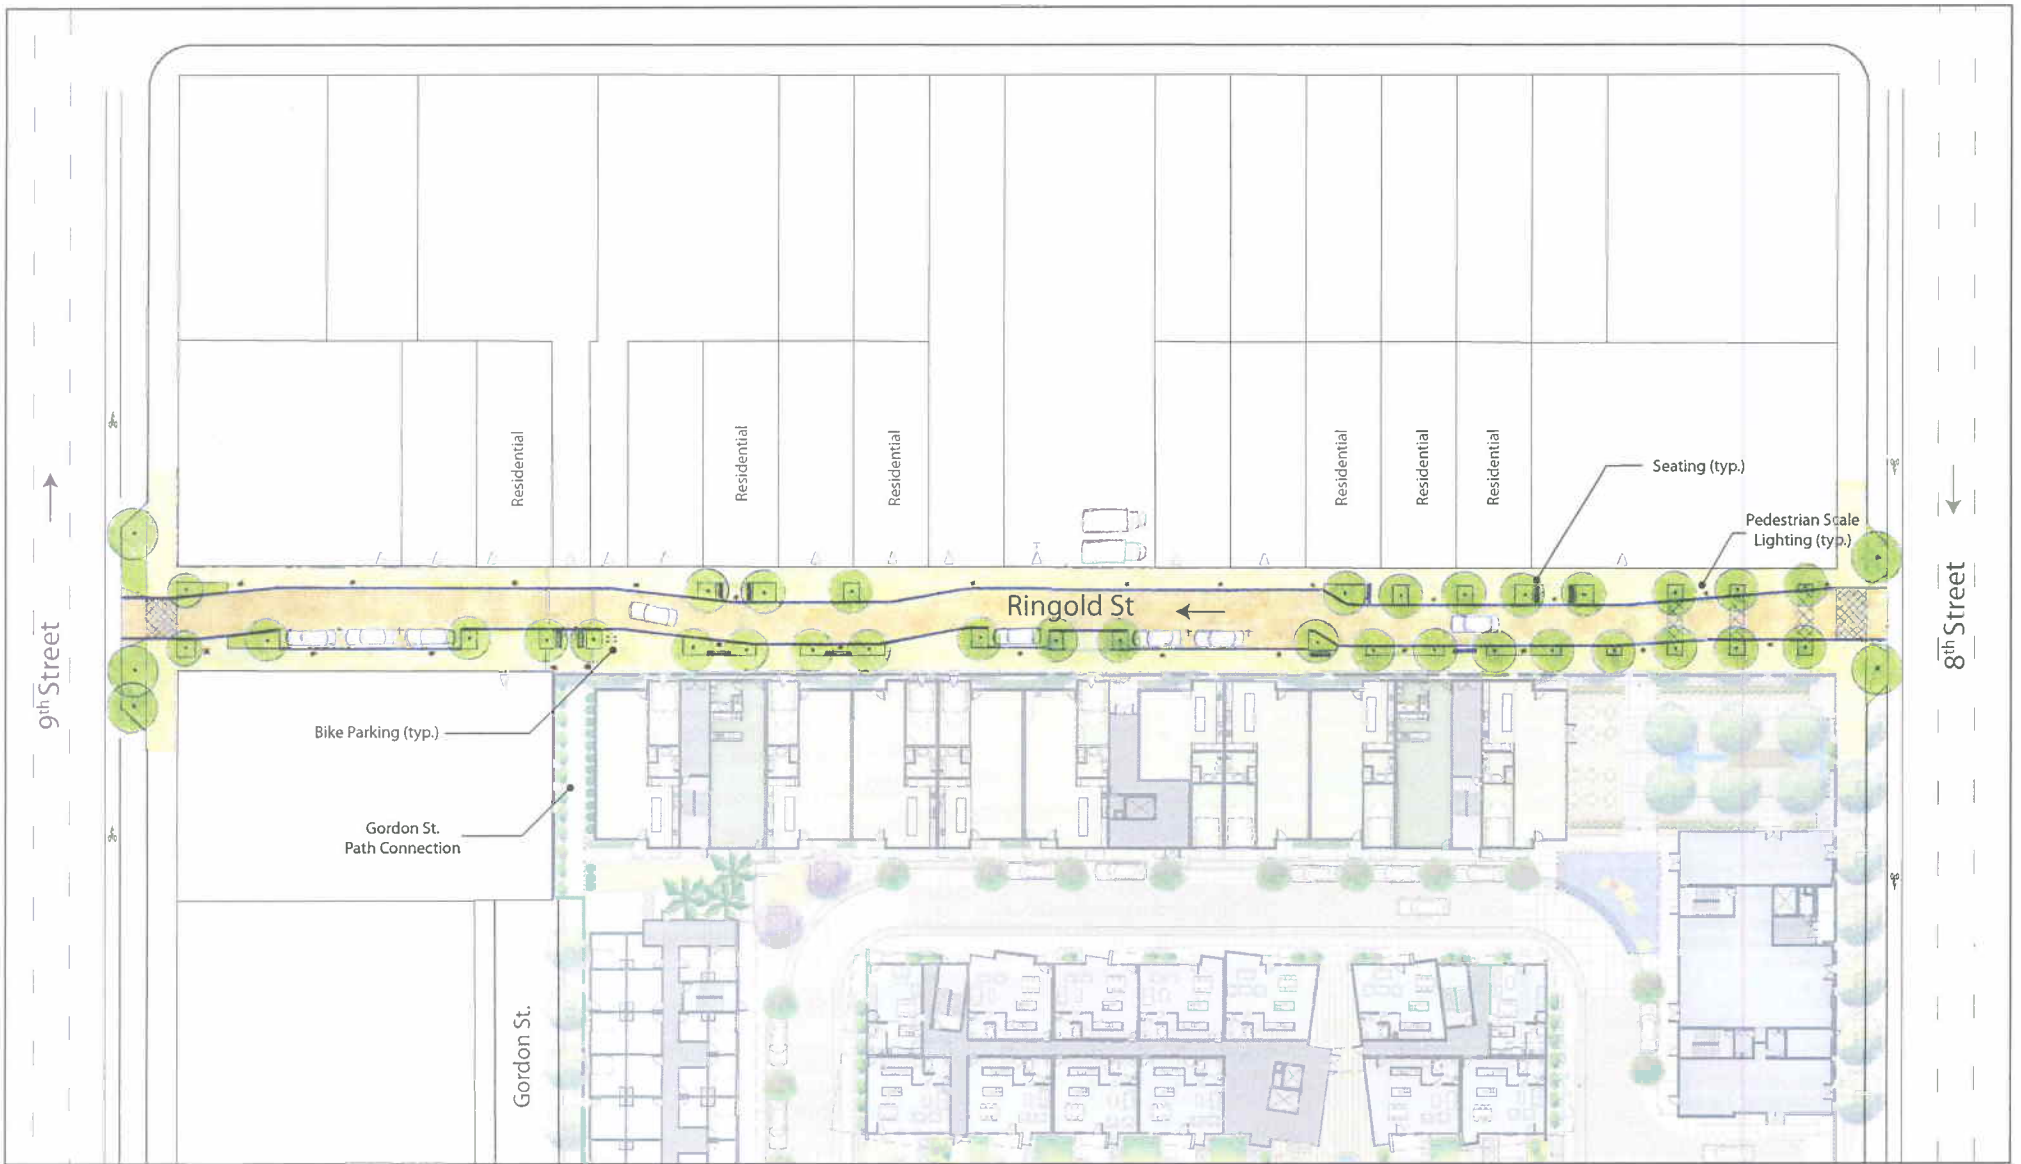 Residential
Residential
Residential
Residential
Residential
Residential
Seating (typ.)
Pedestrian Scale
Lighting (typ.)
Ringold St
9th Street
8th Street
Bike Parking (typ.)
Gordon St.
Path Connection
Gordon St.